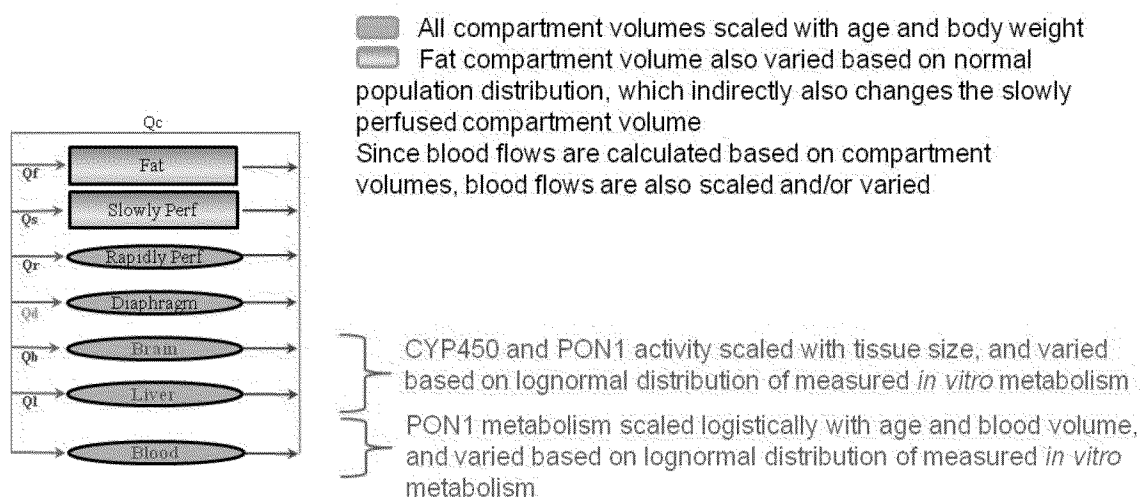 All compartment volumes scaled with age and body weight
Fat compartment volume also varied based on normal
population distribution, which indirectly also changes the slowly
perfused compartment volume
Since blood flows are calculated based on compartment
volumes, blood flows are also scaled and/or varied
Qc
Qf
Fat
Qs
Slowly Perf
Qr
Rapidly Perf
Qd
Diaphragm
Qb
Brain
Ql
Liver
Blood
CYP450 and PON1 activity scaled with tissue size, and varied
based on lognormal distribution of measured in vitro metabolism
PON1 metabolism scaled logistically with age and blood volume,
and varied based on lognormal distribution of measured in vitro
metabolism